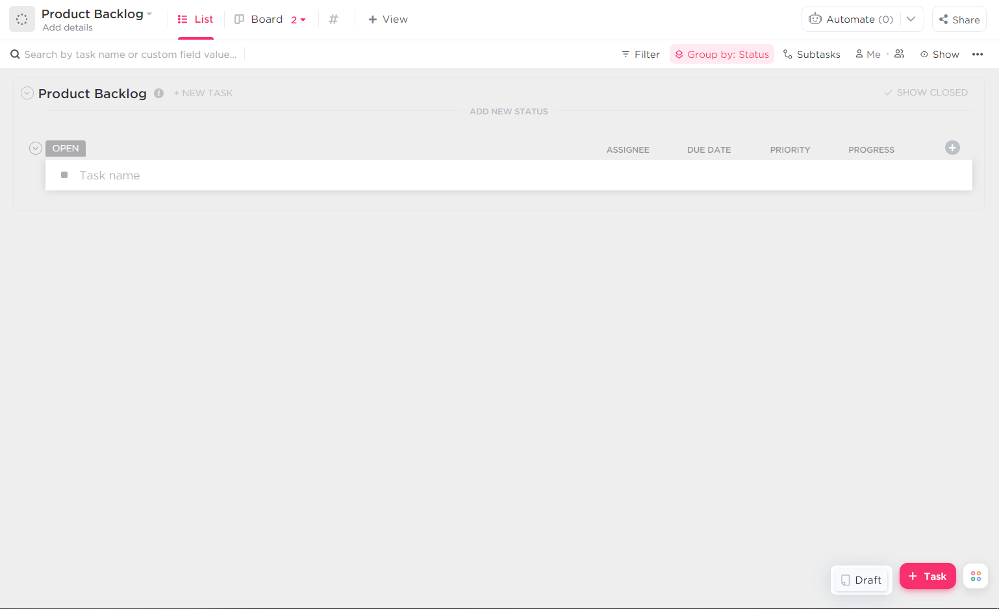 Product Backlog
Add details
List
Board 2
#
+ View
Automate (0)
Share
Search by task name or custom field value...
Filter
Group by: Status
Subtasks
Me
Show
Product Backlog
+ NEW TASK
SHOW CLOSED
ADD NEW STATUS
OPEN
ASSIGNEE
DUE DATE
PRIORITY
PROGRESS
Task name
Draft
+ Task